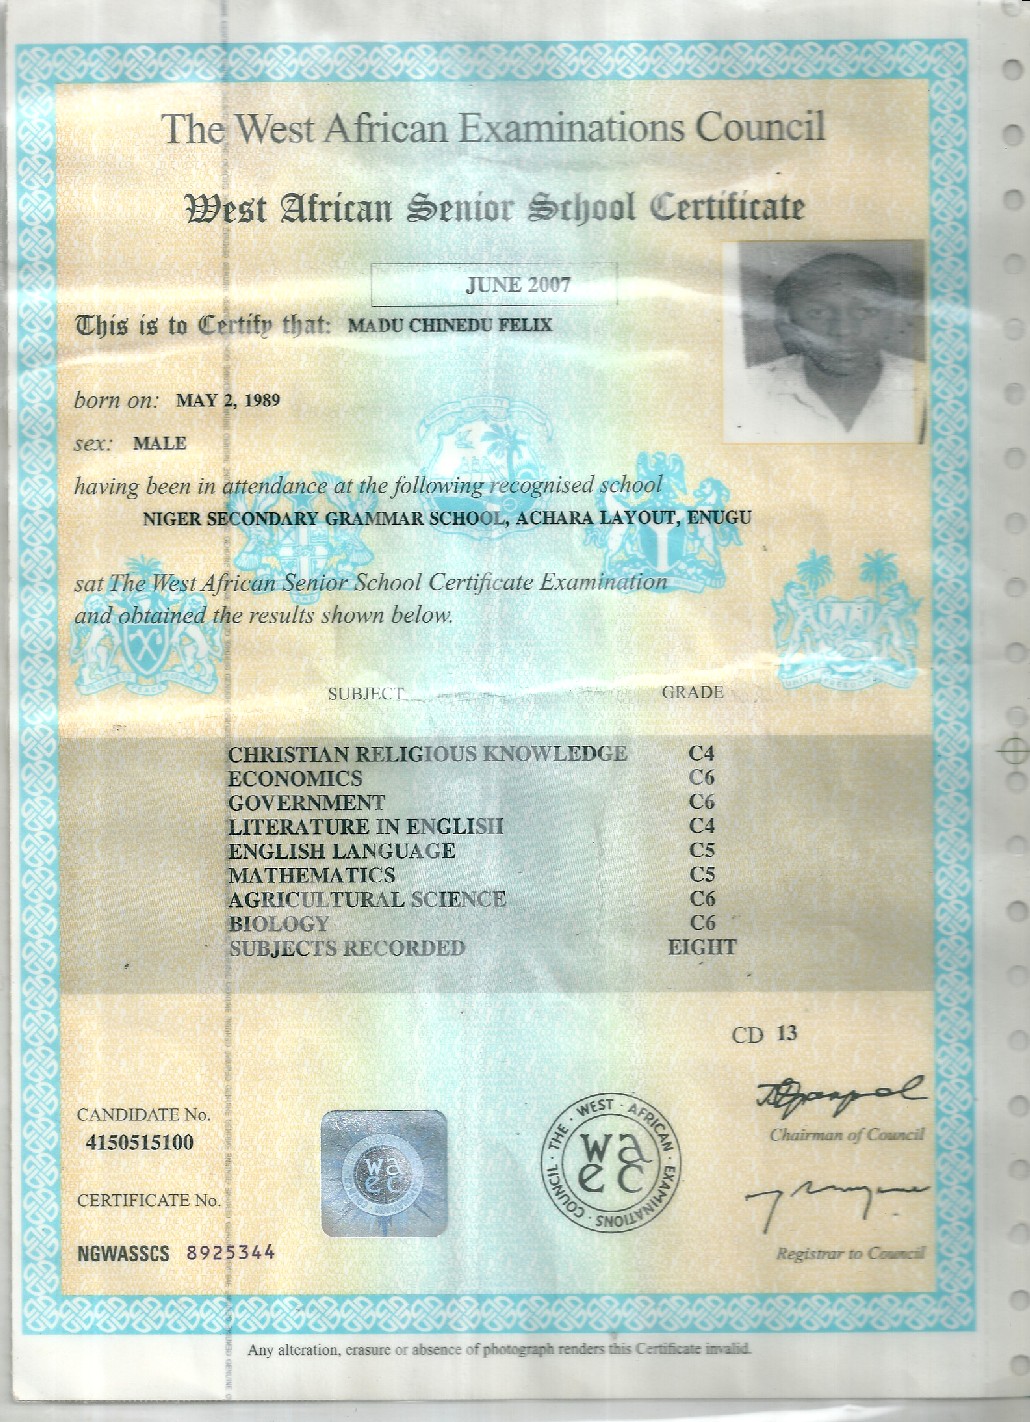 The West African Examinations Council
West African Senior School Certificate
JUNE 2007
This is to Certify that: MADU CHINEDU FELIX
born on: MAY 2, 1989
sex: MALE
having been in attendance at the following recognised school
NIGER SECONDARY GRAMMAR SCHOOL, ACHARA LAYOUT, ENUGU
sat The West African Senior School Certificate Examination
and obtained the results shown below.
SUBJECT GRADE
CHRISTIAN RELIGIOUS KNOWLEDGE C4
ECONOMICS C6
GOVERNMENT C6
LITERATURE IN ENGLISH C4
ENGLISH LANGUAGE C5
MATHEMATICS C5
AGRICULTURAL SCIENCE C6
BIOLOGY C6
SUBJECTS RECORDED EIGHT
CD 13
CANDIDATE No.
4150515100
Chairman of Council
THE · WEST · AFRICAN · EXAMINATIONS · COUNCIL
wa
ec
wa
ec
CERTIFICATE No.
NGWASSCS 8925344
Registrar to Council
Any alteration, erasure or absence of photograph renders this Certificate invalid.